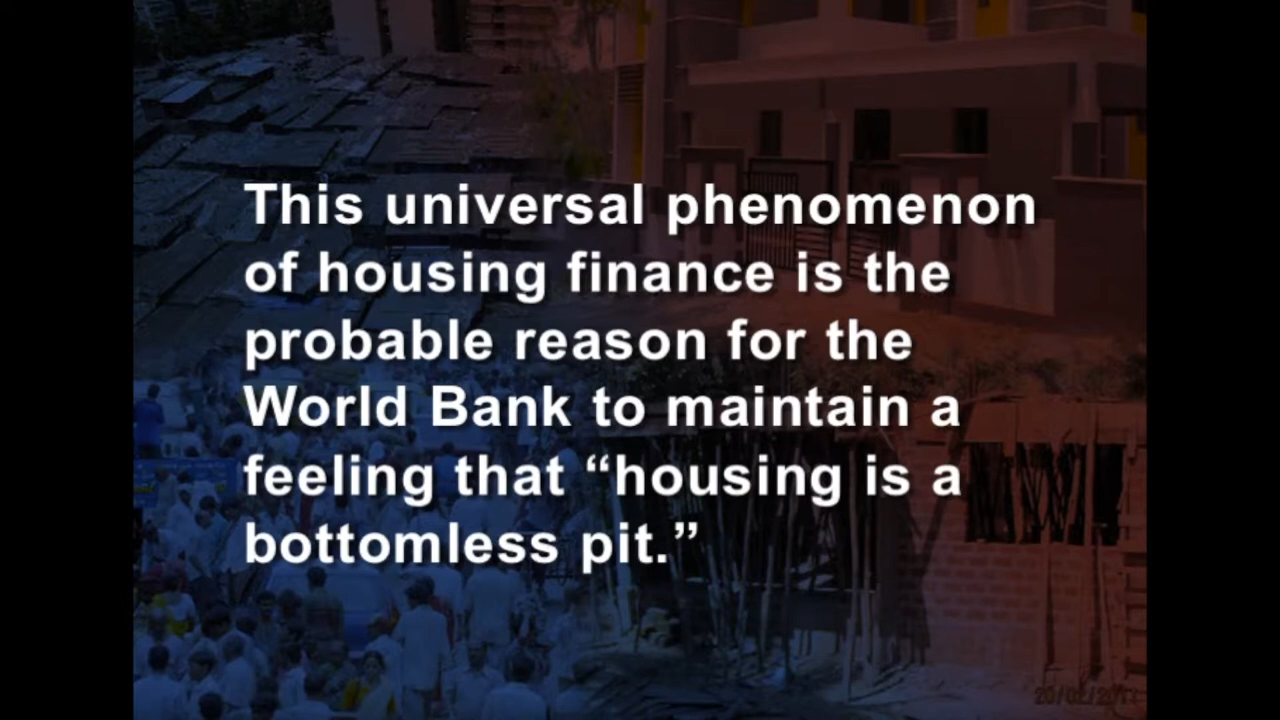 This universal phenomenon
of housing finance is the
probable reason for the
World Bank to maintain a
feeling that “housing is a
bottomless pit.”